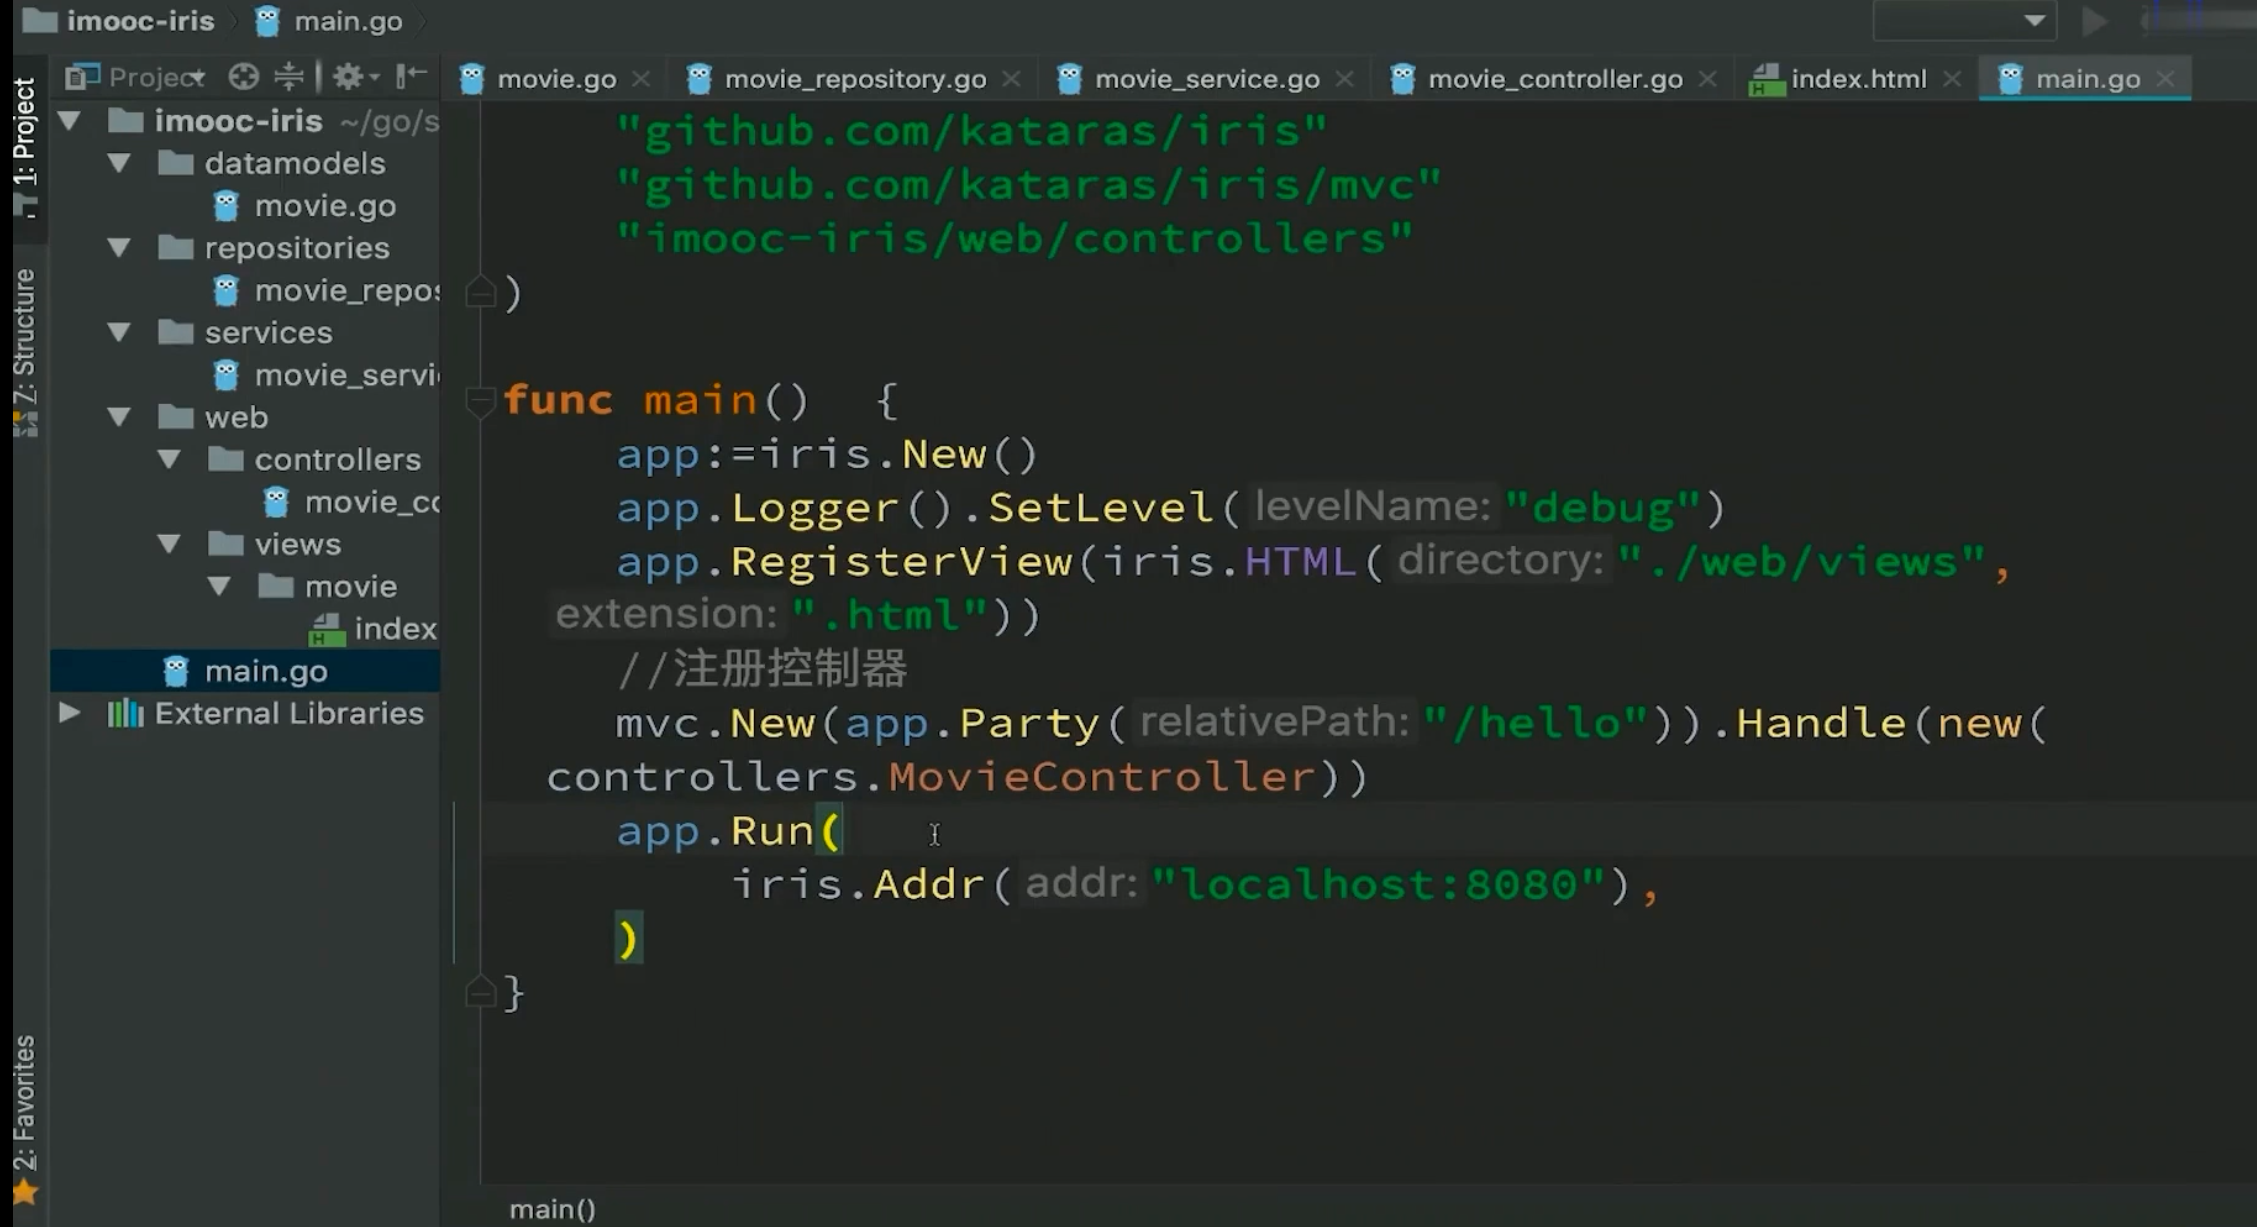 imooc-iris
main.go
1: Project
Project
movie.go
movie_repository.go
movie_service.go
movie_controller.go
index.html
main.go
imooc-iris ~/go/s
datamodels
movie.go
repositories
movie_repos
services
movie_servi
web
controllers
movie_co
views
movie
index
main.go
External Libraries
Z: Structure
2: Favorites
"github.com/kataras/iris"
"github.com/kataras/iris/mvc"
"imooc-iris/web/controllers"
)
func main() {
app:=iris.New()
app.Logger().SetLevel( levelName: "debug")
app.RegisterView(iris.HTML( directory: "./web/views",
extension: ".html"))
//注册控制器
mvc.New(app.Party( relativePath: "/hello")).Handle(new(
controllers.MovieController))
app.Run(
iris.Addr( addr: "localhost:8080"),
)
}
main()